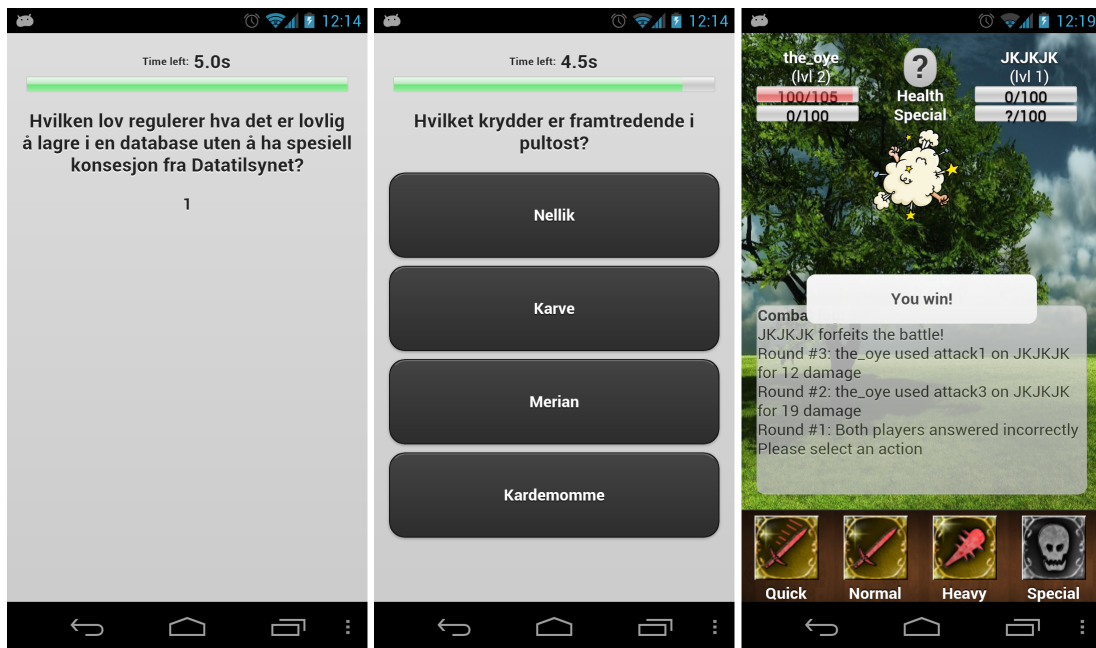 12:14
Time left: 5.0s
Hvilken lov regulerer hva det er lovlig
å lagre i en database uten å ha spesiell
konsesjon fra Datatilsynet?
1
12:14
Time left: 4.5s
Hvilket krydder er framtredende i
pultost?
Nellik
Karve
Merian
Kardemomme
12:19
the_oye
(lvl 2)
100/105
0/100
?
Health
Special
JKJKJK
(lvl 1)
0/100
?/100
You win!
Comba
JKJKJK forfeits the battle!
Round #3: the_oye used attack1 on JKJKJK
for 12 damage
Round #2: the_oye used attack3 on JKJKJK
for 19 damage
Round #1: Both players answered incorrectly
Please select an action
Quick
Normal
Heavy
Special